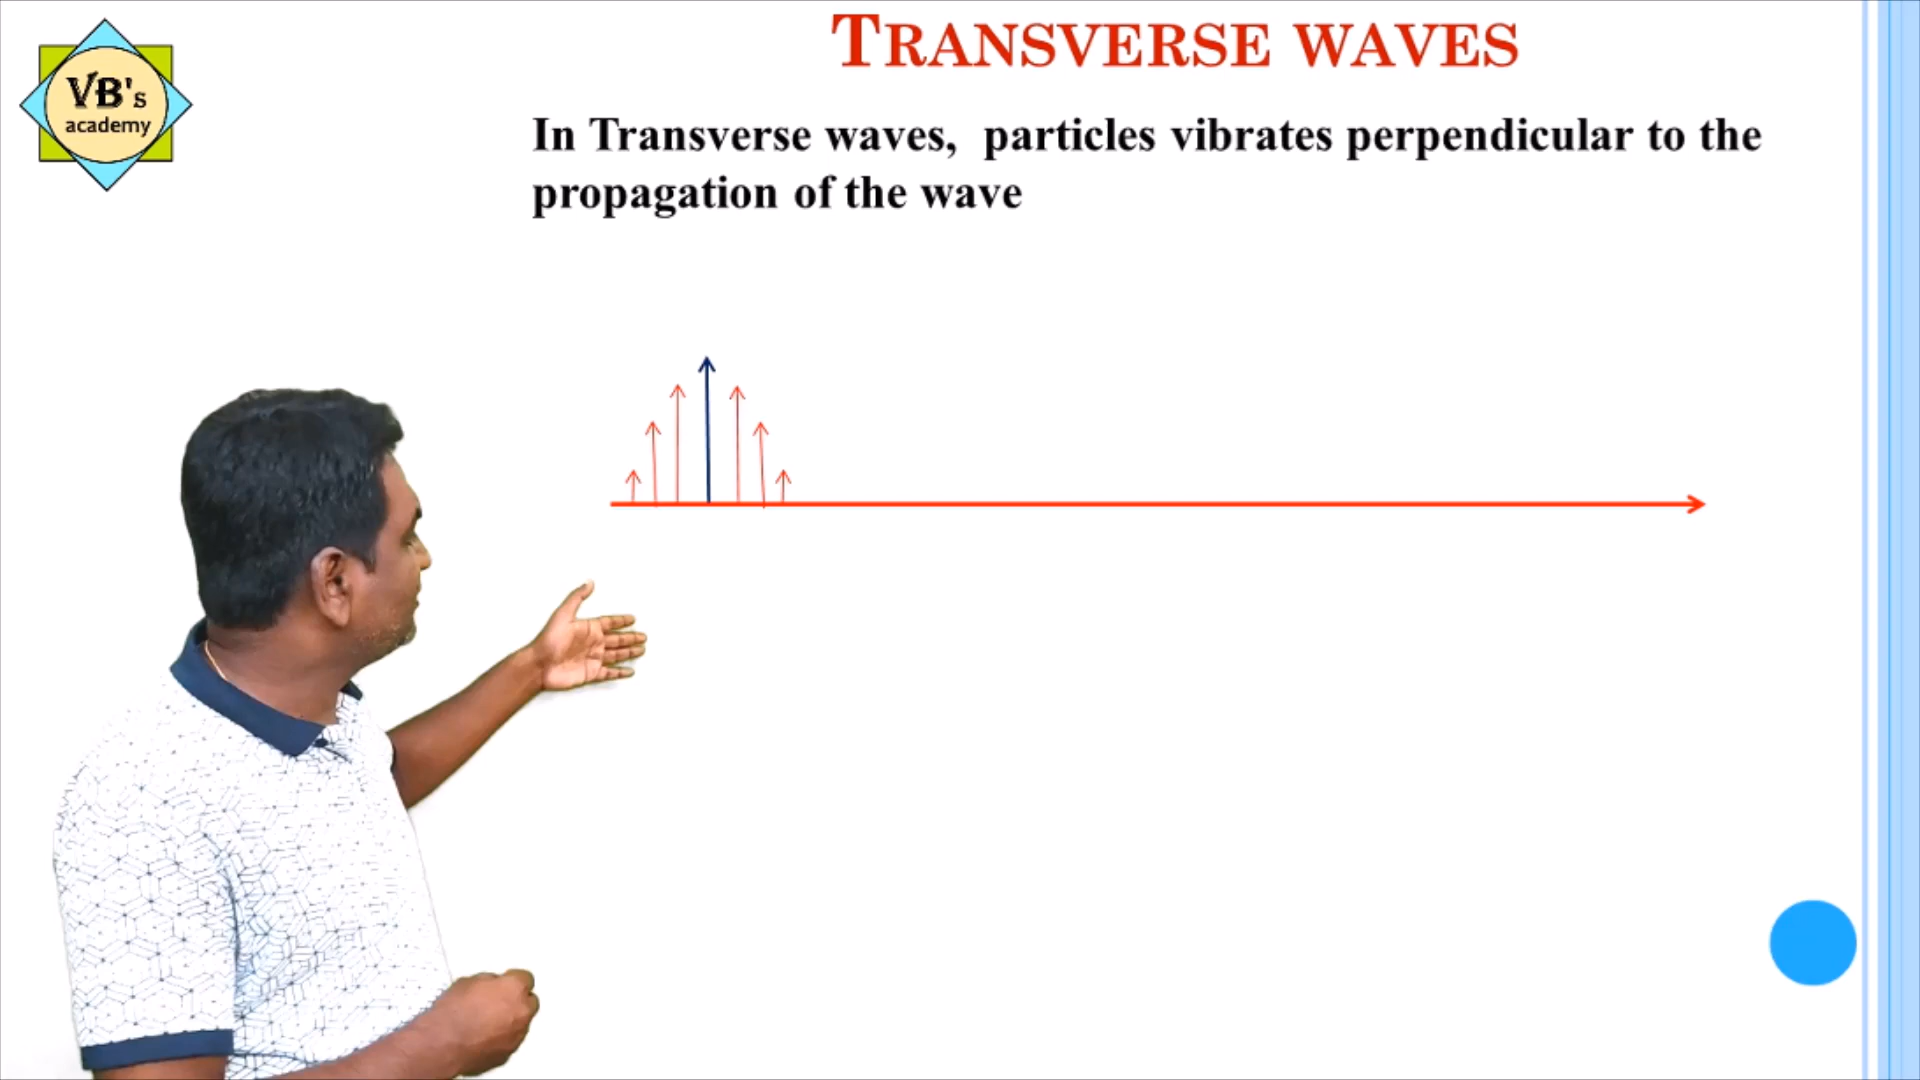 VB's
academy
TRANSVERSE WAVES
In Transverse waves, particles vibrates perpendicular to the
propagation of the wave